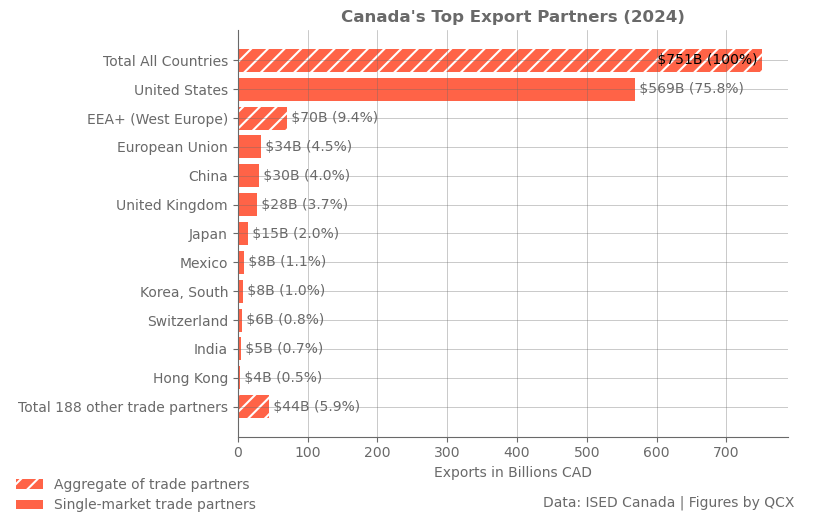 Canada's Top Export Partners (2024)
Total All Countries $751B (100%)
United States $569B (75.8%)
EEA+ (West Europe) $70B (9.4%)
European Union $34B (4.5%)
China $30B (4.0%)
United Kingdom $28B (3.7%)
Japan $15B (2.0%)
Mexico $8B (1.1%)
Korea, South $8B (1.0%)
Switzerland $6B (0.8%)
India $5B (0.7%)
Hong Kong $4B (0.5%)
Total 188 other trade partners $44B (5.9%)
0 100 200 300 400 500 600 700
Exports in Billions CAD
Aggregate of trade partners
Single-market trade partners
Data: ISED Canada | Figures by QCX